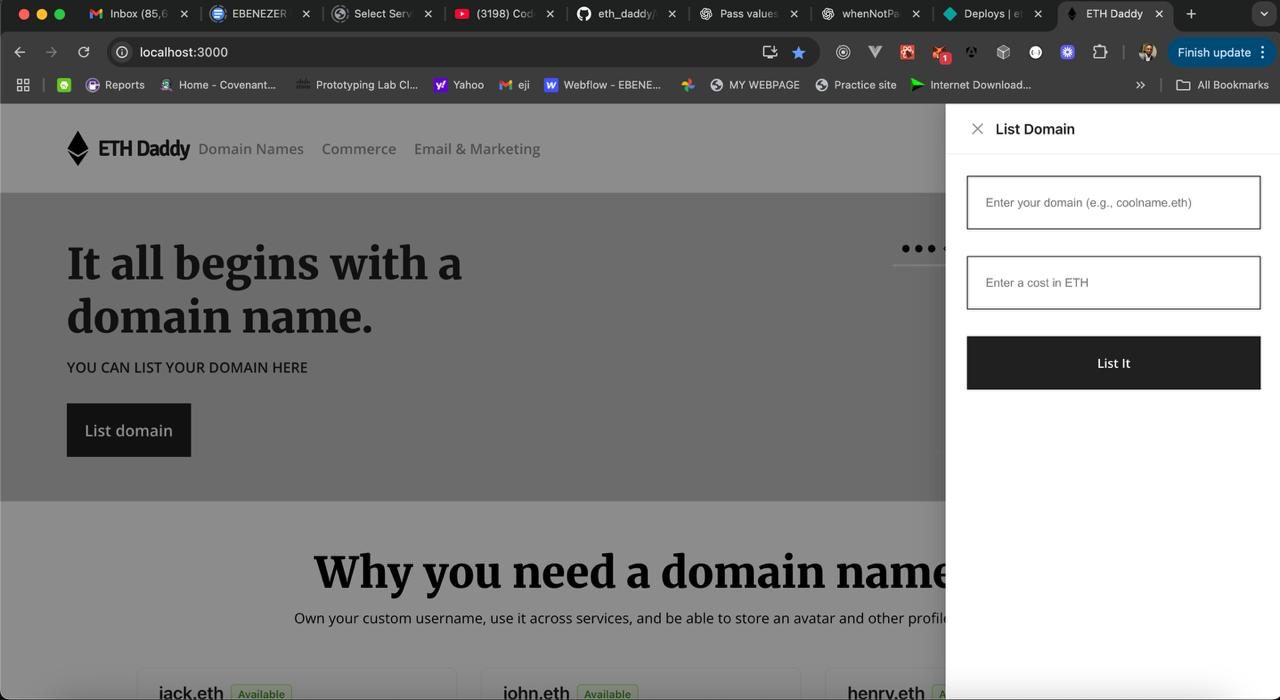 Inbox (85,6
EBENEZER
Select Serv
(3198) Cod
eth_daddy/
Pass values
whenNotPa
Deploys | et
ETH Daddy
localhost:3000
1
Finish update
Reports
Home - Covenant...
Prototyping Lab Cl...
Yahoo
eji
Webflow - EBENE...
MY WEBPAGE
Practice site
Internet Download...
All Bookmarks
ETH Daddy
Domain Names
Commerce
Email & Marketing
It all begins with a
domain name.
YOU CAN LIST YOUR DOMAIN HERE
List domain
Why you need a domain name
Own your custom username, use it across services, and be able to store an avatar and other profile
jack.eth Available
john.eth Available
henry.eth A
List Domain
Enter your domain (e.g., coolname.eth)
Enter a cost in ETH
List It